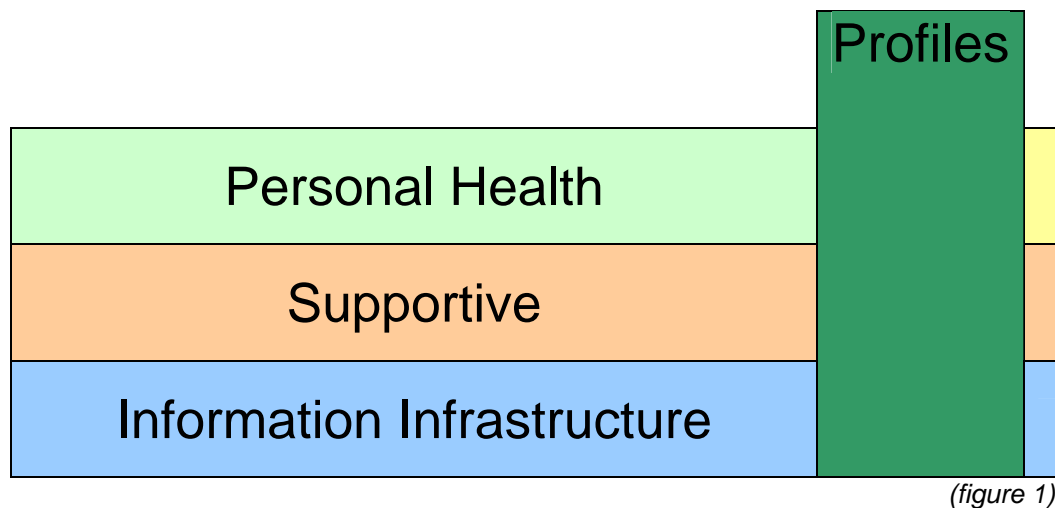 Profiles
Personal Health
Supportive
Information Infrastructure
(figure 1)